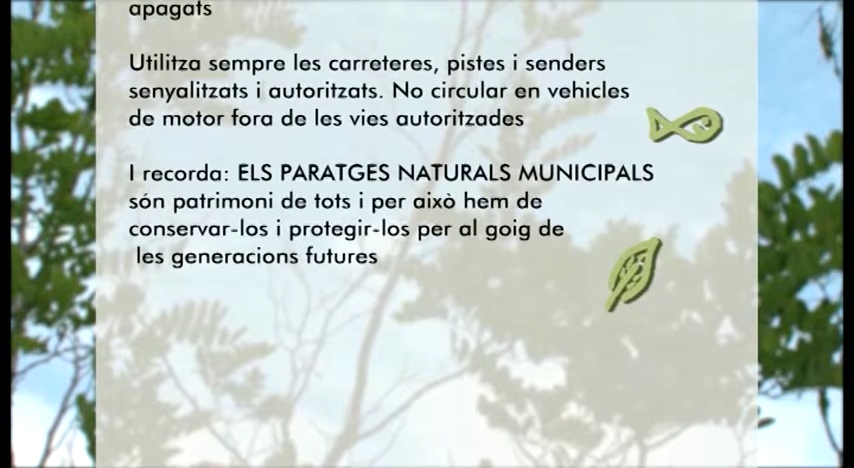 apagats
Utilitza sempre les carreteres, pistes i senders
senyalitzats i autoritzats. No circular en vehicles
de motor fora de les vies autoritzades
I recorda: ELS PARATGES NATURALS MUNICIPALS
són patrimoni de tots i per això hem de
conservar-los i protegir-los per al goig de
les generacions futures